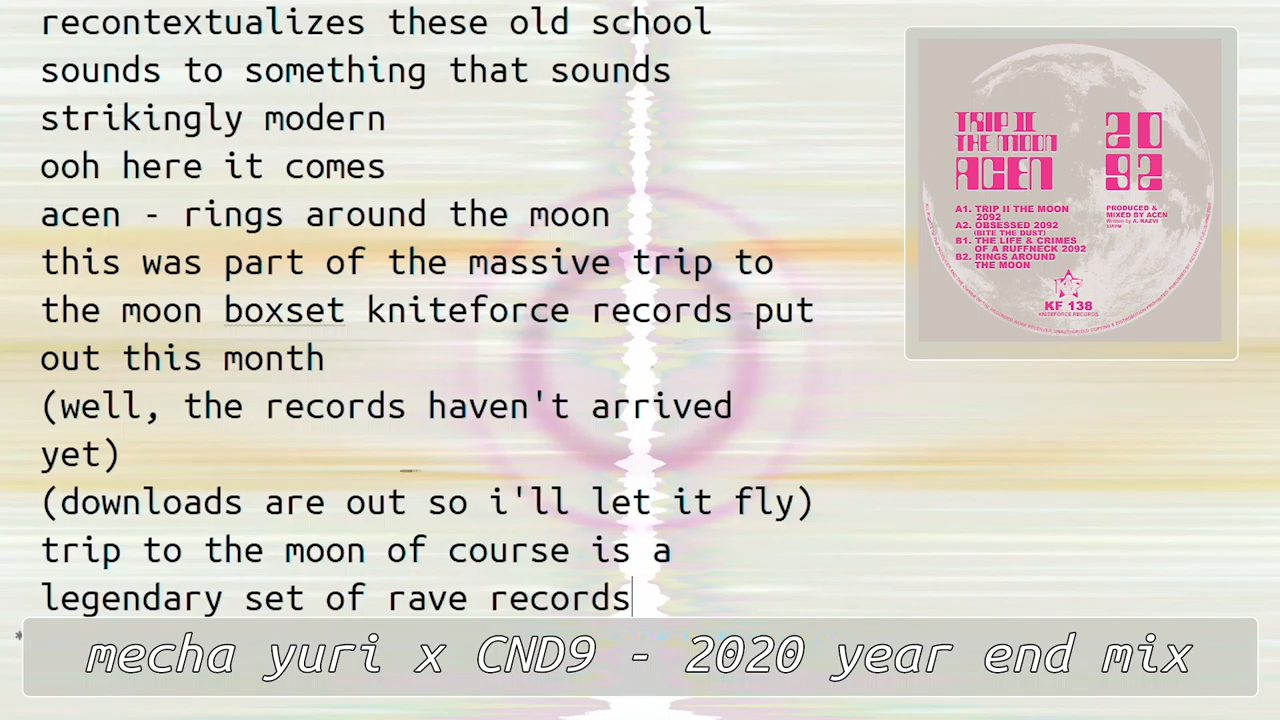 recontextualizes these old school
sounds to something that sounds
strikingly modern
ooh here it comes
acen - rings around the moon
this was part of the massive trip to
the moon boxset kniteforce records put
out this month
(well, the records haven't arrived
yet)
(downloads are out so i'll let it fly)
trip to the moon of course is a
legendary set of rave records
TRIP II
THE MOON
ACEN
20
92
A1. TRIP II THE MOON
2092
A2. OBSESSED 2092
(BITE THE DUST)
B1. THE LIFE & CRIMES
OF A RUFFNECK 2092
B2. RINGS AROUND
THE MOON
PRODUCED &
MIXED BY ACEN
Written by A. RAZVI
KF
KF 138
KNITEFORCE RECORDS
*
mecha yuri x CND9 - 2020 year end mix